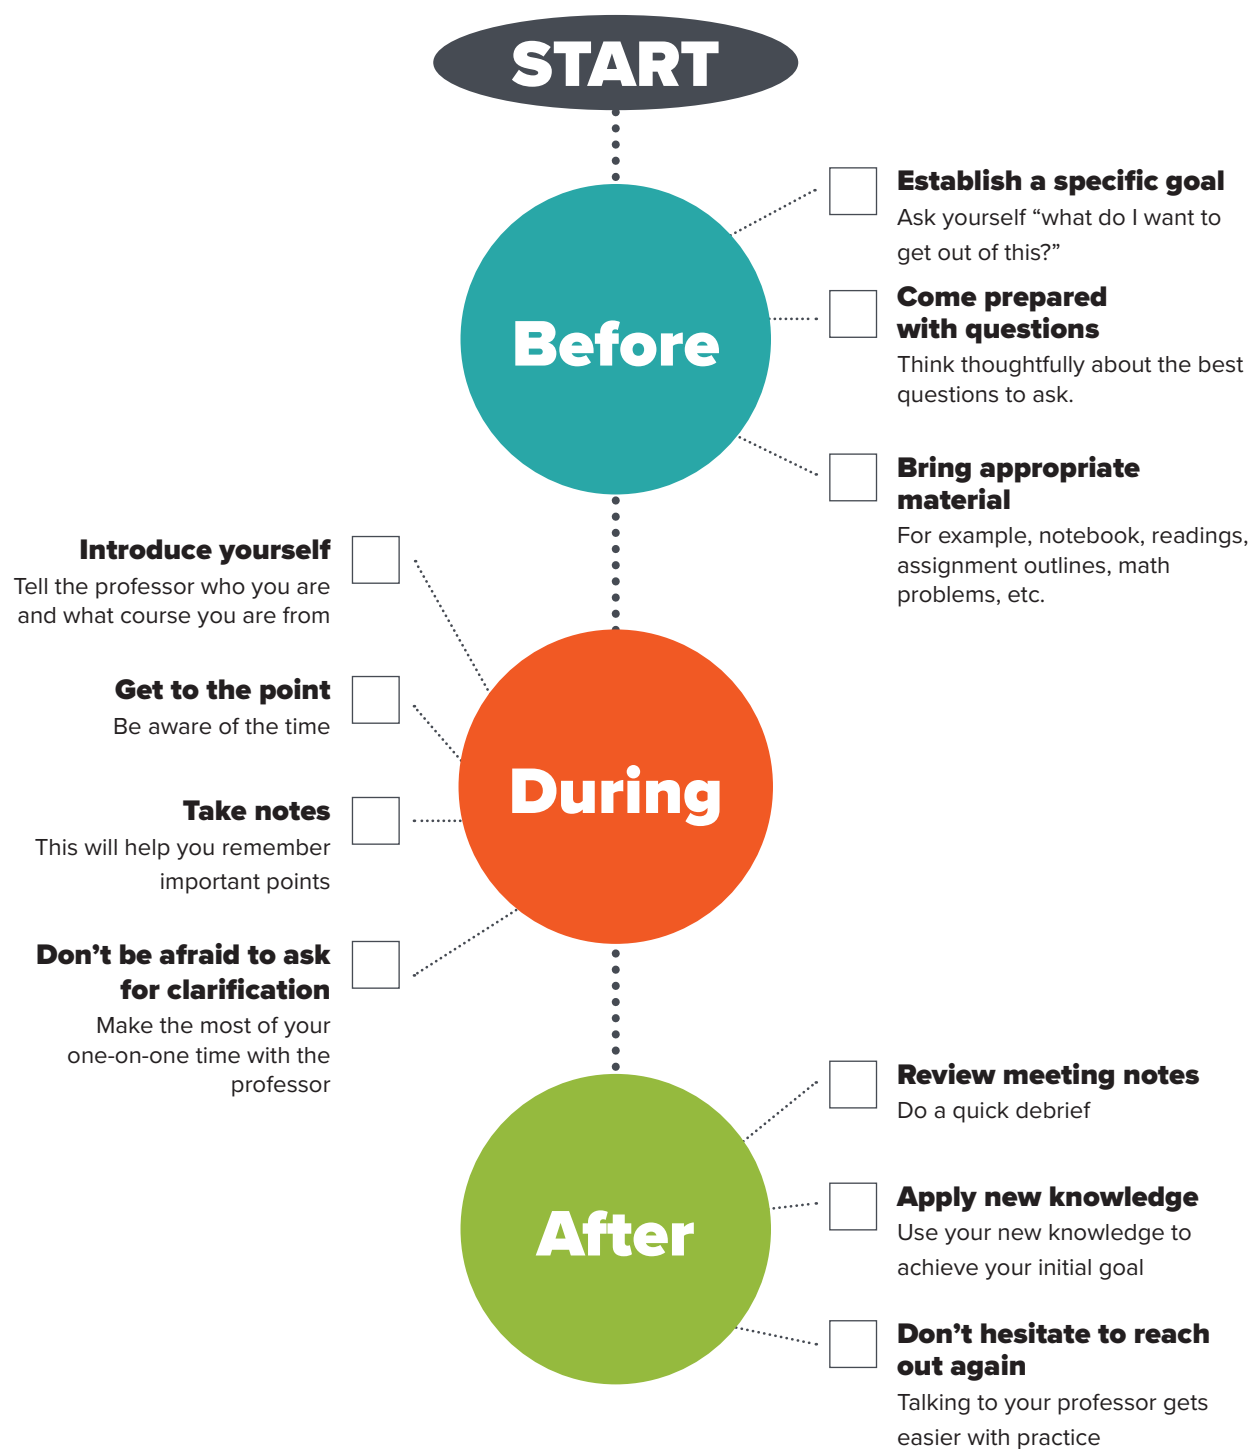 START
Before
Establish a specific goal
Ask yourself “what do I want to
get out of this?”
Come prepared
with questions
Think thoughtfully about the best
questions to ask.
Bring appropriate
material
For example, notebook, readings,
assignment outlines, math
problems, etc.
During
Introduce yourself
Tell the professor who you are
and what course you are from
Get to the point
Be aware of the time
Take notes
This will help you remember
important points
Don’t be afraid to ask
for clarification
Make the most of your
one-on-one time with the
professor
After
Review meeting notes
Do a quick debrief
Apply new knowledge
Use your new knowledge to
achieve your initial goal
Don’t hesitate to reach
out again
Talking to your professor gets
easier with practice